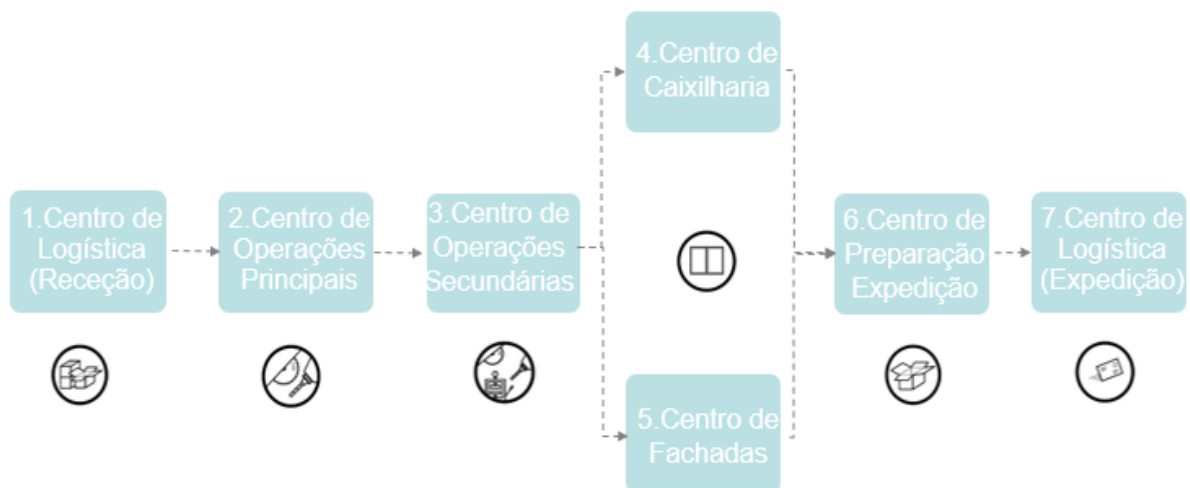 1.Centro de
Logística
(Receção)
2.Centro de
Operações
Principais
3.Centro de
Operações
Secundárias
4.Centro de
Caixilharia
5.Centro de
Fachadas
6.Centro de
Preparação
Expedição
7.Centro de
Logística
(Expedição)